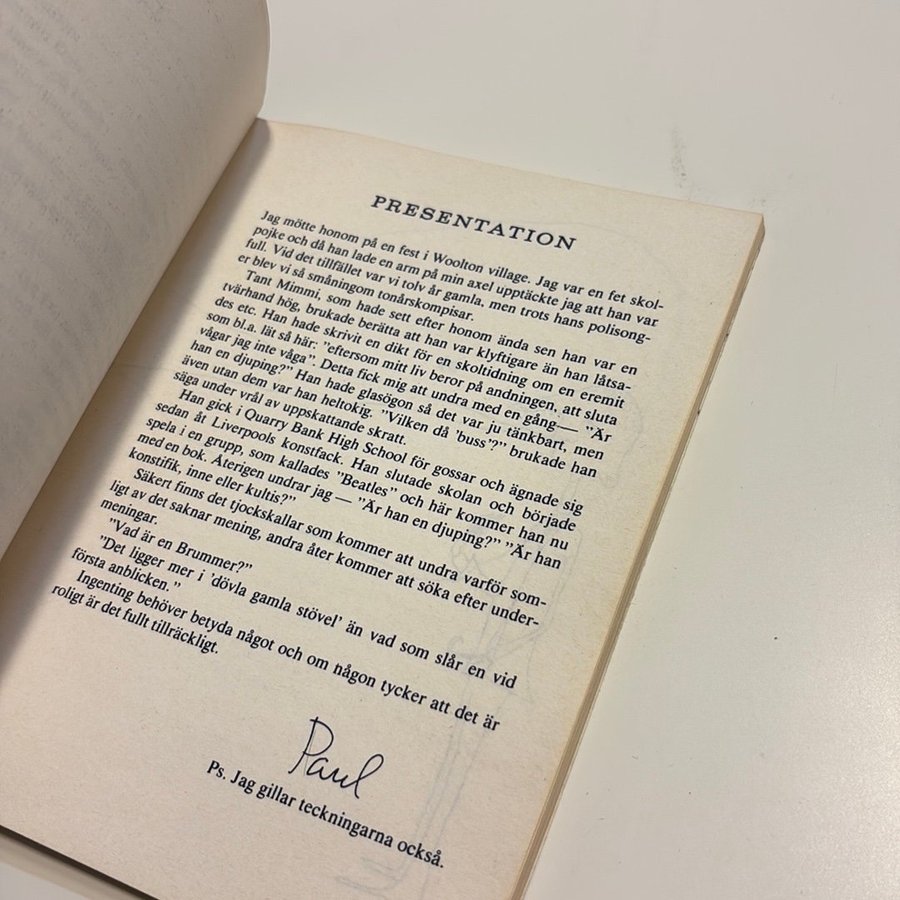 PRESENTATION
Jag mötte honom på en fest i Woolton village. Jag var en fet skol-
pojke och då han lade en arm på min axel upptäckte jag att han var
full. Vid det tillfället var vi tolv år gamla, men trots hans polisong-
er blev vi så småningom tonårskompisar.
Tant Mimmi, som hade sett efter honom ända sen han var en
tvärhand hög, brukade berätta att han var klyftigare än han låtsa-
des etc. Han hade skrivit en dikt för en skoltidning om en eremit
som bl.a. lät så här: "eftersom mitt liv beror på andningen, att sluta
vågar jag inte våga". Detta fick mig att undra med en gång— "Är
han en djuping?" Han hade glasögon så det var ju tänkbart, men
även utan dem var han heltokig. "Vilken då 'buss'?" brukade han
säga under vrål av uppskattande skratt.
Han gick i Quarry Bank High School för gossar och ägnade sig
sedan åt Liverpools konstfack. Han slutade skolan och började
spela i en grupp, som kallades "Beatles" och här kommer han nu
med en bok. Återigen undrar jag — "Är han en djuping?" "Är han
konstifik, inne eller kultis?"
Säkert finns det tjockskallar som kommer att undra varför som-
ligt av det saknar mening, andra åter kommer att söka efter under-
meningar.
"Vad är en Brummer?"
"Det ligger mer i 'dövla gamla stövel' än vad som slår en vid
första anblicken."
Ingenting behöver betyda något och om någon tycker att det är
roligt är det fullt tillräckligt.
Paul
Ps. Jag gillar teckningarna också.